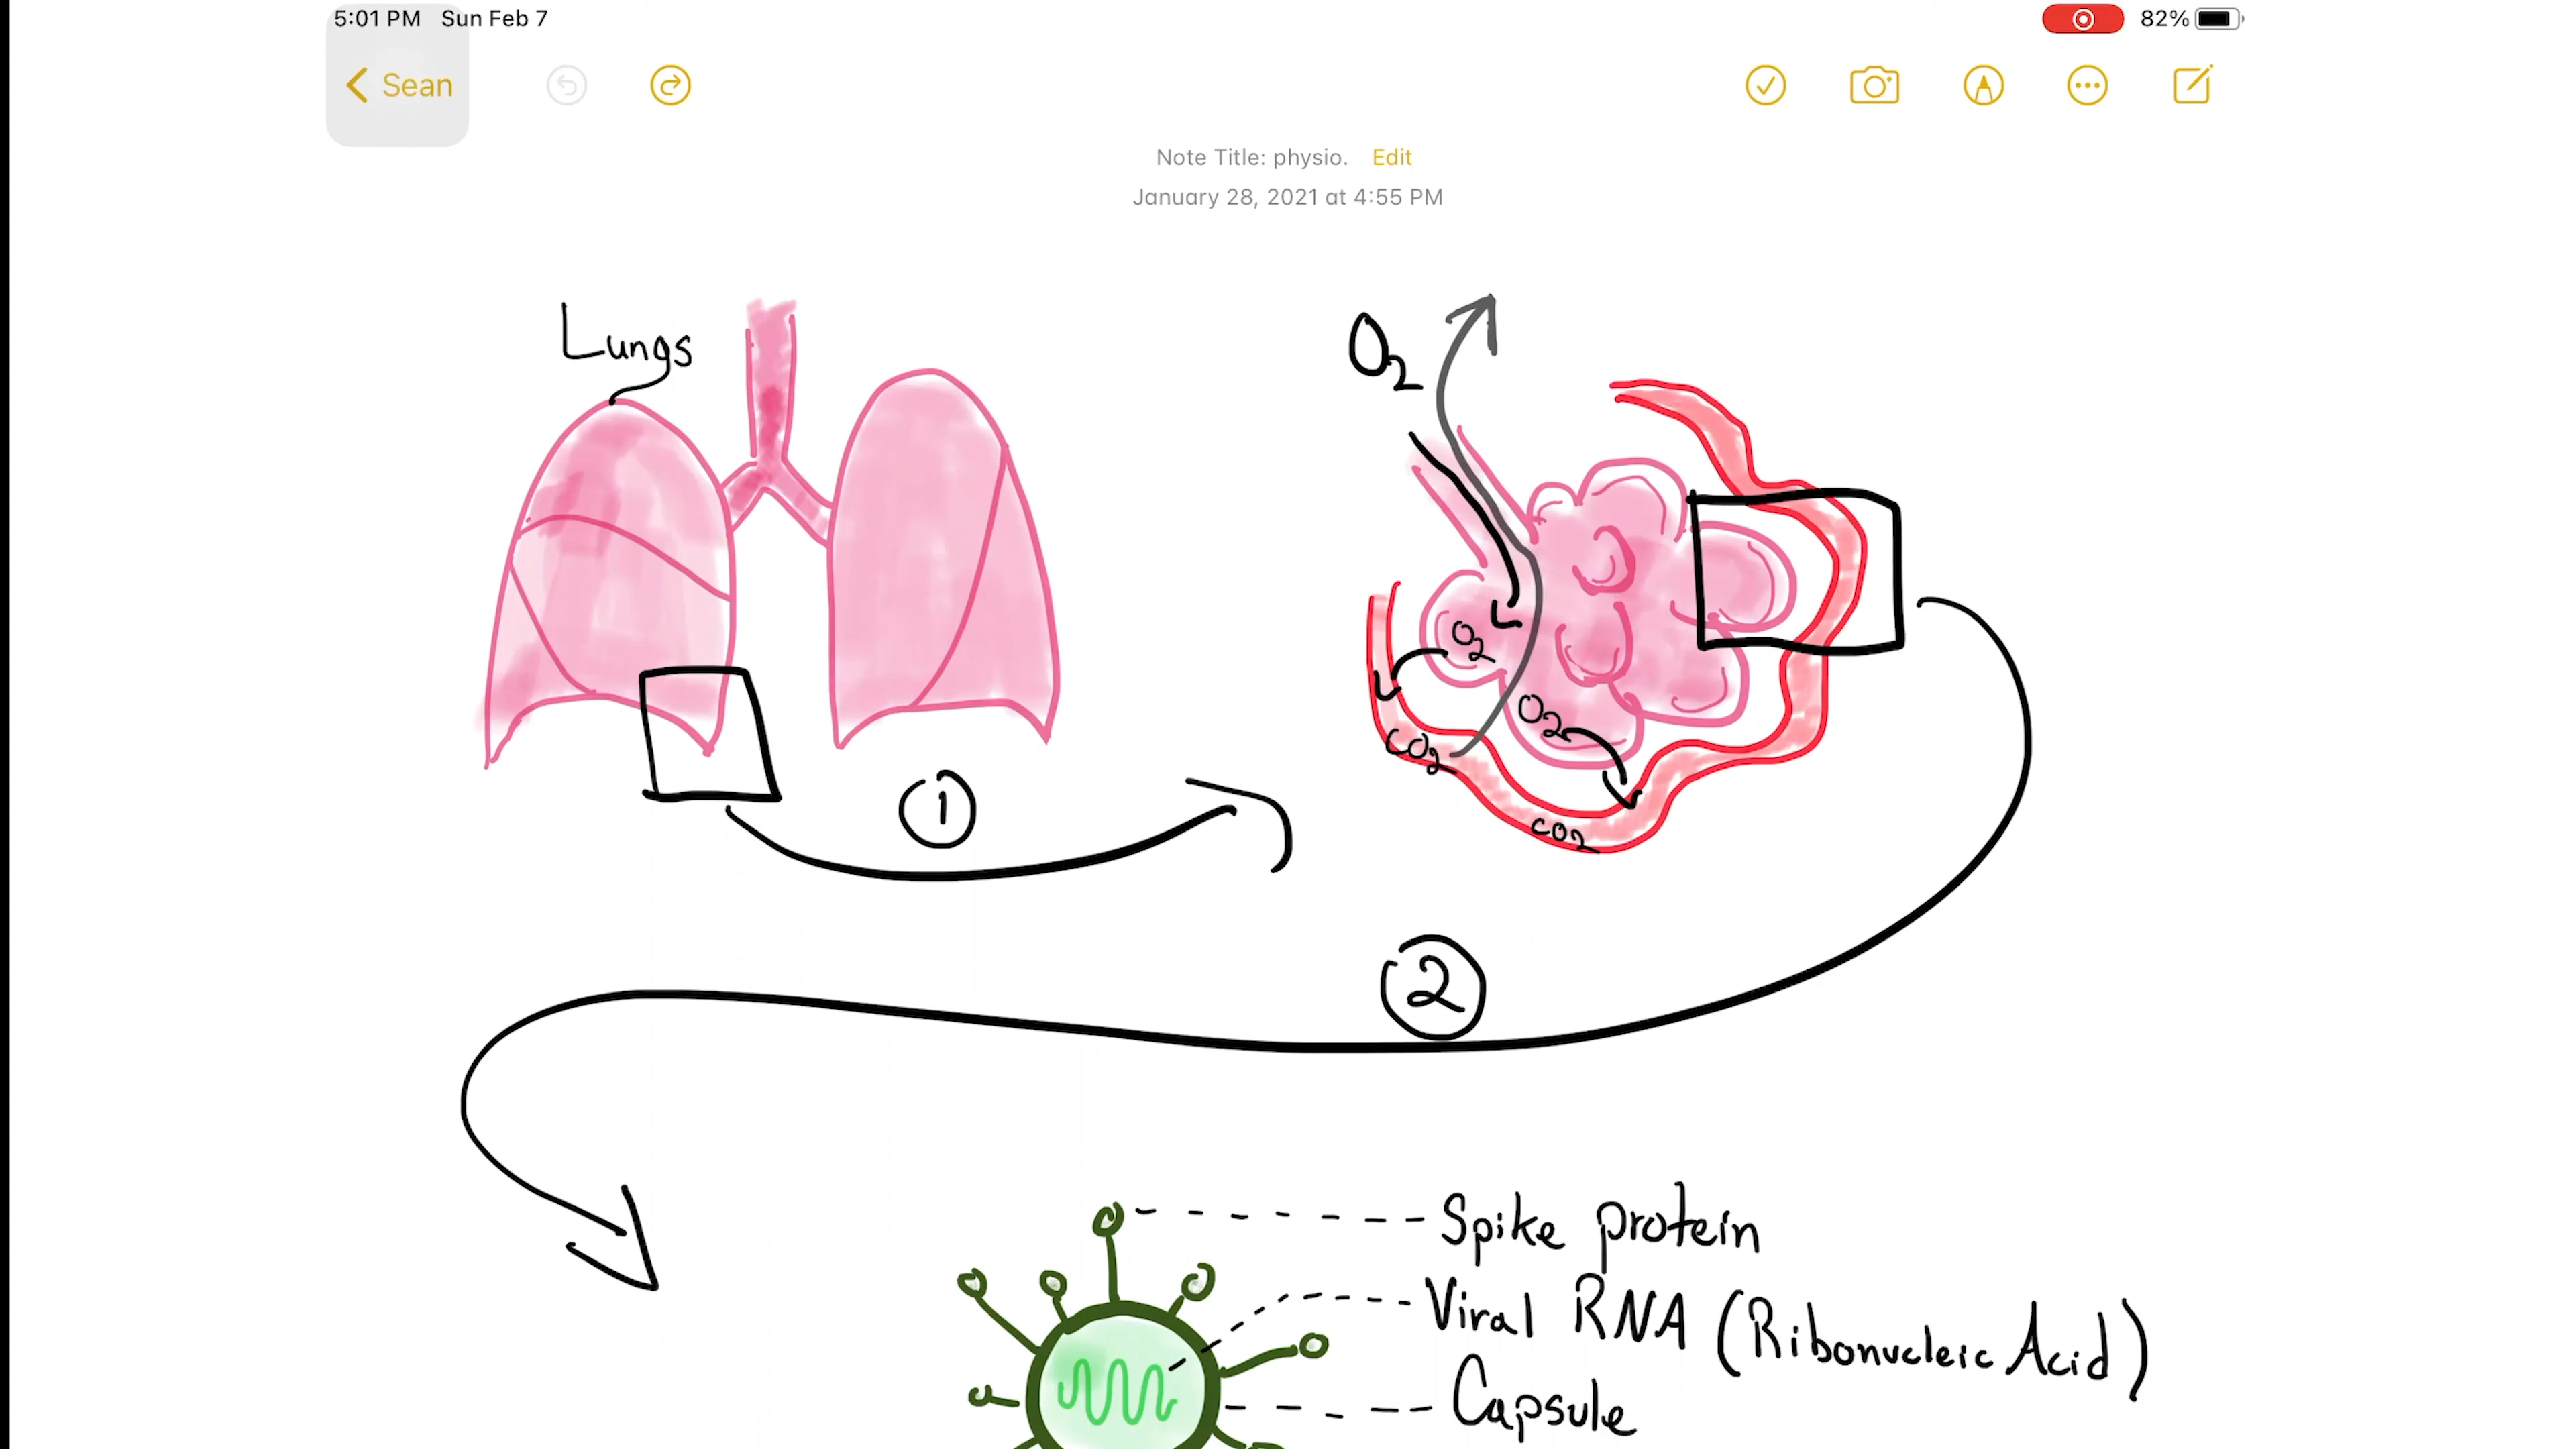 5:01 PM Sun Feb 7
82%
Sean
Note Title: physio. Edit
January 28, 2021 at 4:55 PM
Lungs
O2
O2
O2
CO2
CO2
1
2
Spike protein
Viral RNA (Ribonucleic Acid)
Capsule